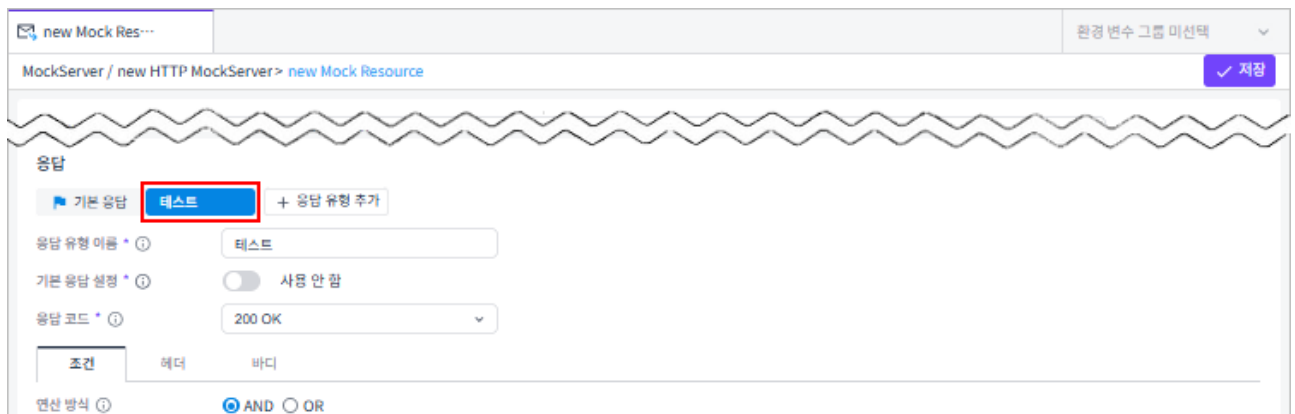 new Mock Res··· 환경 변수 그룹 미선택
MockServer / new HTTP MockServer> new Mock Resource 저장
응답
기본 응답 테스트 + 응답 유형 추가
응답 유형 이름 * 테스트
기본 응답 설정 * 사용 안 함
응답 코드 * 200 OK
조건 헤더 바디
연산 방식 AND OR